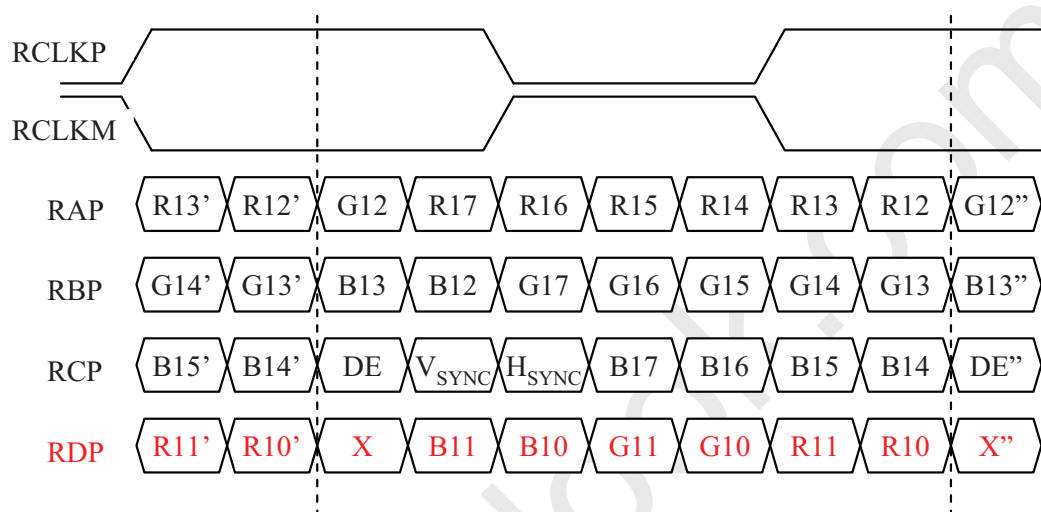 RCLKP
RCLKM
RAP R13’ R12’ G12 R17 R16 R15 R14 R13 R12 G12”
RBP G14’ G13’ B13 B12 G17 G16 G15 G14 G13 B13”
RCP B15’ B14’ DE VSYNC HSYNC B17 B16 B15 B14 DE”
RDP R11’ R10’ X B11 B10 G11 G10 R11 R10 X”